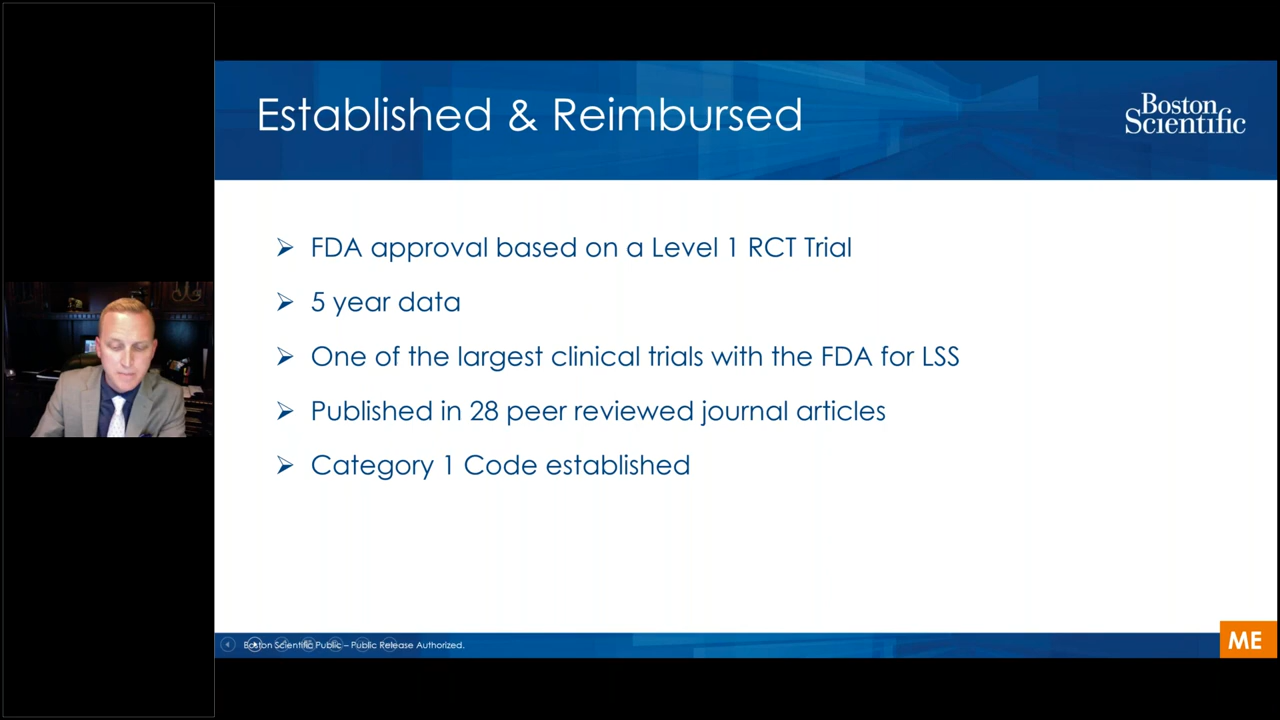 Established & Reimbursed
Boston
Scientific
FDA approval based on a Level 1 RCT Trial
5 year data
One of the largest clinical trials with the FDA for LSS
Published in 28 peer reviewed journal articles
Category 1 Code established
Boston Scientific Public – Public Release Authorized.
ME